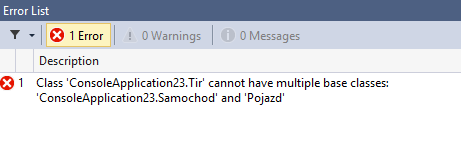 Error List
1 Error
0 Warnings
0 Messages
Description
1 Class 'ConsoleApplication23.Tir' cannot have multiple base classes:
'ConsoleApplication23.Samochod' and 'Pojazd'